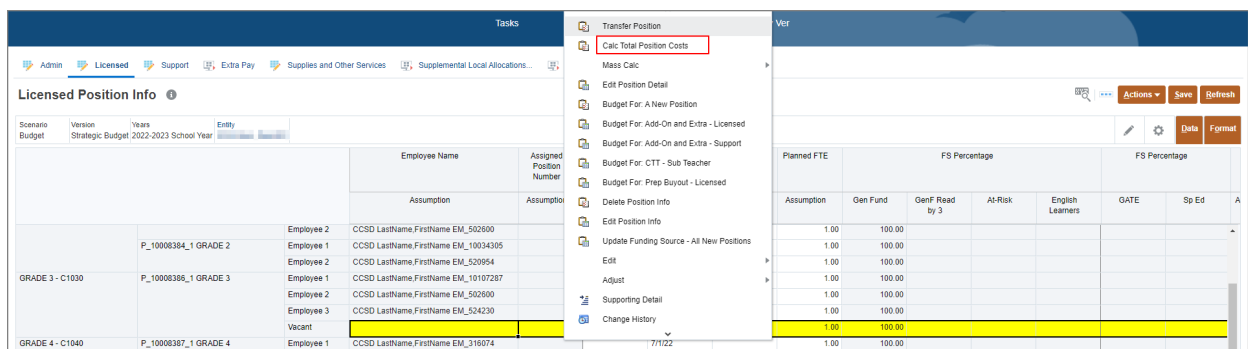 Tasks
Ver
Transfer Position
Calc Total Position Costs
Mass Calc
Edit Position Detail
Budget For: A New Position
Budget For: Add-On and Extra - Licensed
Budget For: Add-On and Extra - Support
Budget For: CTT - Sub Teacher
Budget For: Prep Buyout - Licensed
Delete Position Info
Edit Position Info
Update Funding Source - All New Positions
Edit
Adjust
Supporting Detail
Change History
Admin Licensed Support Extra Pay Supplies and Other Services Supplemental Local Allocations...
Licensed Position Info
Actions Save Refresh
Scenario Version Years Entity
Budget Strategic Budget 2022-2023 School Year
Data Format
Employee Name Assigned Position Number Planned FTE FS Percentage FS Percentage
Assumption Assumption Assumption Gen Fund GenF Read by 3 At-Risk English Learners GATE Sp Ed A
Employee 2 CCSD LastName,FirstName EM_502600 1.00 100.00
P_10008384_1 GRADE 2 Employee 1 CCSD LastName,FirstName EM_10034305 1.00 100.00
Employee 2 CCSD LastName,FirstName EM_520954 1.00 100.00
GRADE 3 - C1030 P_10008386_1 GRADE 3 Employee 1 CCSD LastName,FirstName EM_10107287 1.00 100.00
Employee 2 CCSD LastName,FirstName EM_502600 1.00 100.00
Employee 3 CCSD LastName,FirstName EM_524230 1.00 100.00
Vacant 1.00 100.00
GRADE 4 - C1040 P_10008387_1 GRADE 4 Employee 1 CCSD LastName,FirstName EM_316074 7/1/22 1.00 100.00